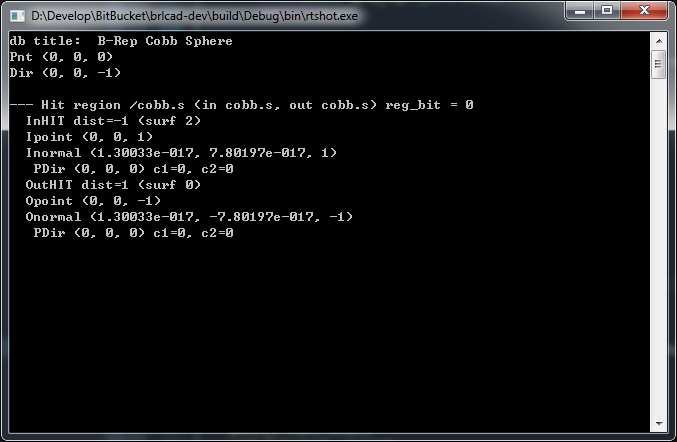 D:\Develop\BitBucket\brlcad-dev\build\Debug\bin\rtshot.exe
db title:  B-Rep Cobb Sphere
Pnt (0, 0, 0)
Dir (0, 0, -1)
--- Hit region /cobb.s (in cobb.s, out cobb.s) reg_bit = 0
InHIT dist=-1 (surf 2)
Ipoint (0, 0, 1)
Inormal (1.30033e-017, 7.80197e-017, 1)
PDir (0, 0, 0) c1=0, c2=0
OutHIT dist=1 (surf 0)
Opoint (0, 0, -1)
Onormal (1.30033e-017, -7.80197e-017, -1)
PDir (0, 0, 0) c1=0, c2=0